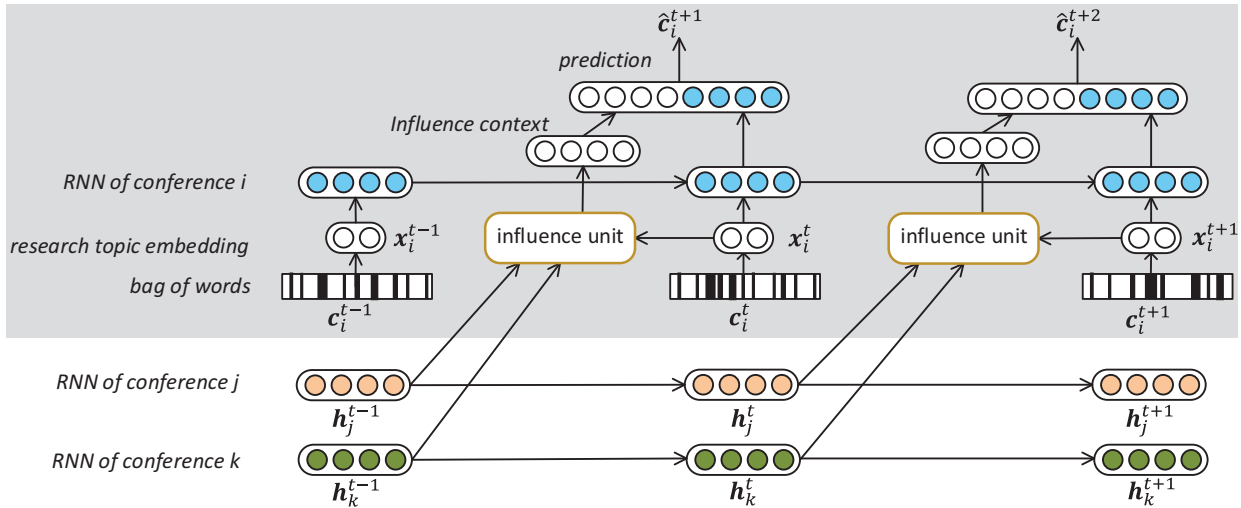 ĉ_i^{t+1} ĉ_i^{t+2}
prediction
Influence context
RNN of conference i
influence unit influence unit
x_i^{t-1} x_i^t x_i^{t+1}
research topic embedding
bag of words
c_i^{t-1} c_i^t c_i^{t+1}
RNN of conference j
h_j^{t-1} h_j^t h_j^{t+1}
RNN of conference k
h_k^{t-1} h_k^t h_k^{t+1}